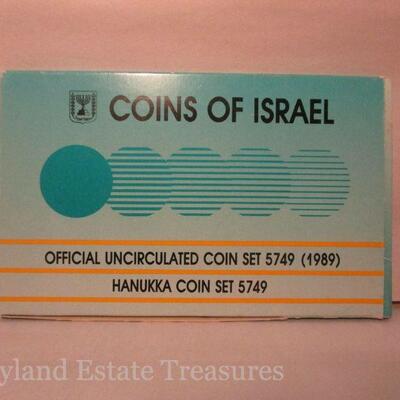 COINS OF ISRAEL
OFFICIAL UNCIRCULATED COIN SET 5749 (1989)
HANUKKA COIN SET 5749
yland Estate Treasures